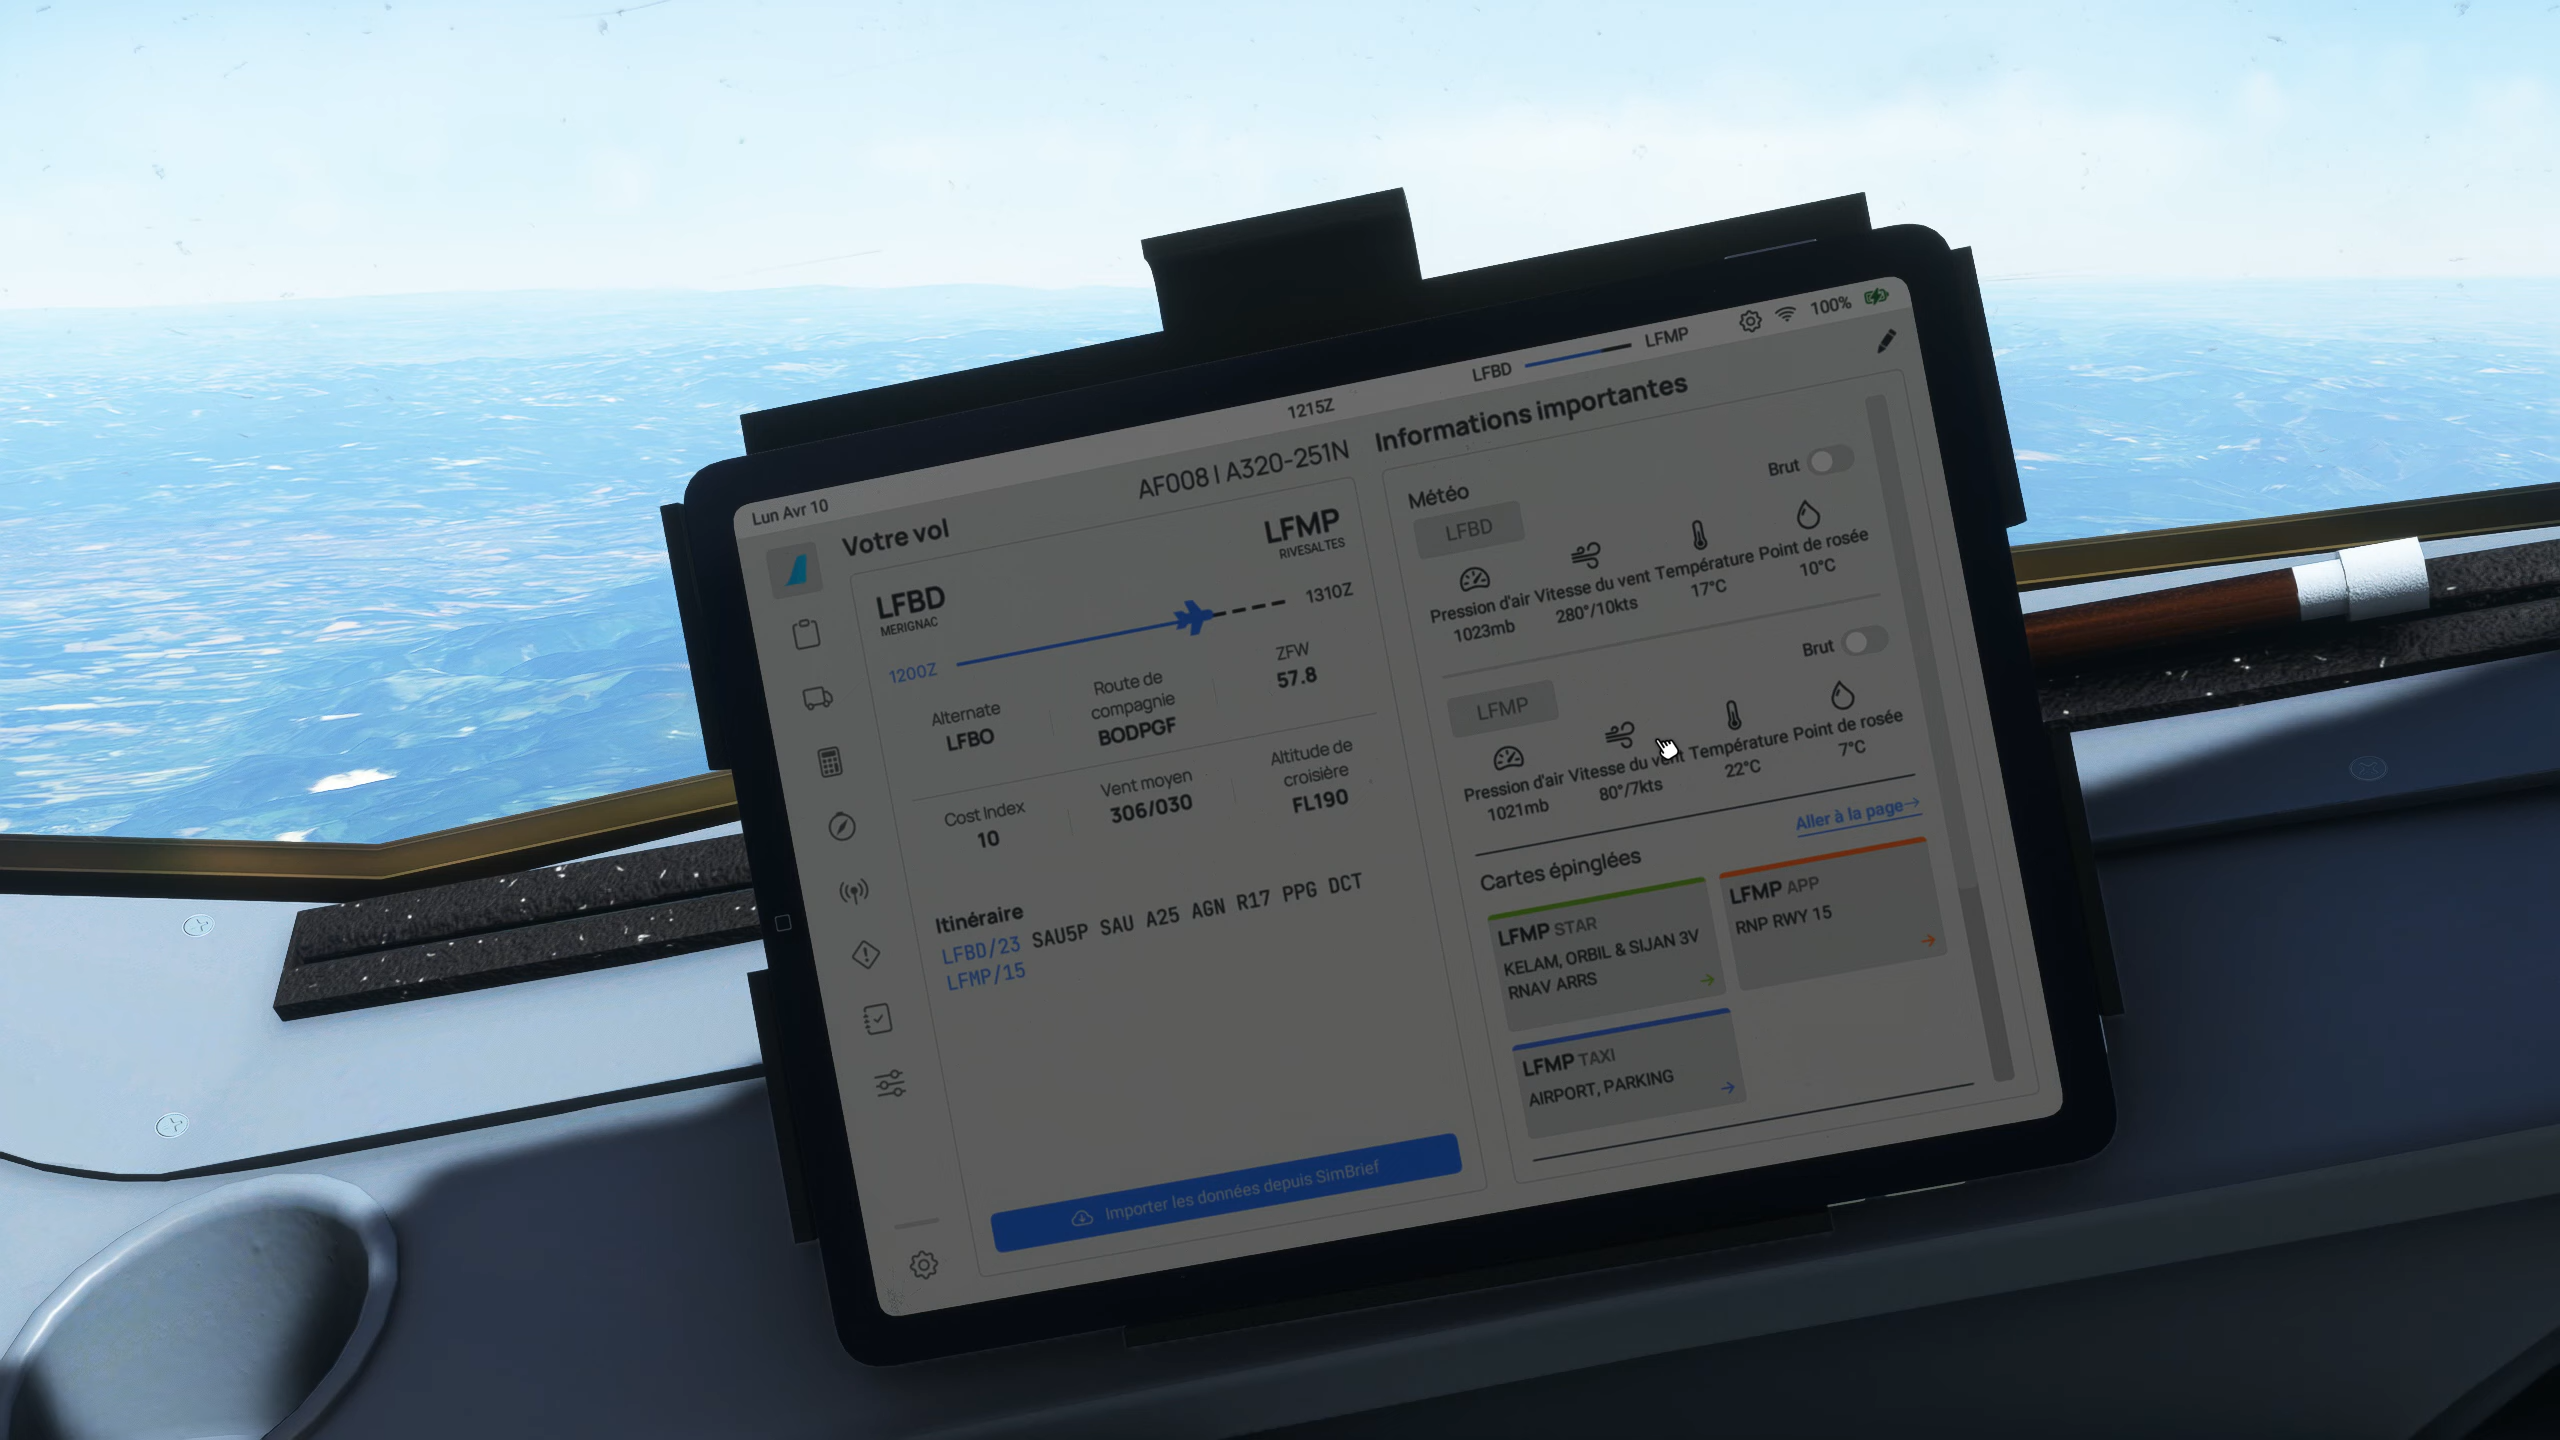 Lun Avr 10
1215Z
LFBD
LFMP
100%
Votre vol
AF008 | A320-251N
LFBD
MERIGNAC
LFMP
RIVESALTES
1200Z
1310Z
Alternate
LFBO
Route de
compagnie
BODPGF
ZFW
57.8
Cost Index
10
Vent moyen
306/030
Altitude de
croisière
FL190
Itinéraire
LFBD/23 SAU5P SAU A25 AGN R17 PPG DCT
LFMP/15
Importer les données depuis SimBrief
Informations importantes
Météo
Brut
LFBD
Pression d'air
1023mb
Vitesse du vent
280°/10kts
Température
17°C
Point de rosée
10°C
Brut
LFMP
Pression d'air
1021mb
Vitesse du vent
80°/7kts
Température
22°C
Point de rosée
7°C
Aller à la page
Cartes épinglées
LFMP STAR
KELAM, ORBIL & SIJAN 3V
RNAV ARRS
LFMP APP
RNP RWY 15
LFMP TAXI
AIRPORT, PARKING